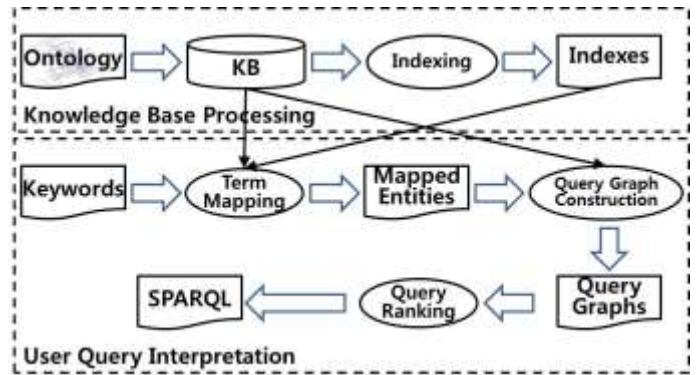 Ontology
KB
Indexing
Indexes
Knowledge Base Processing
Keywords
Term
Mapping
Mapped
Entities
Query Graph
Construction
SPARQL
Query
Ranking
Query
Graphs
User Query Interpretation